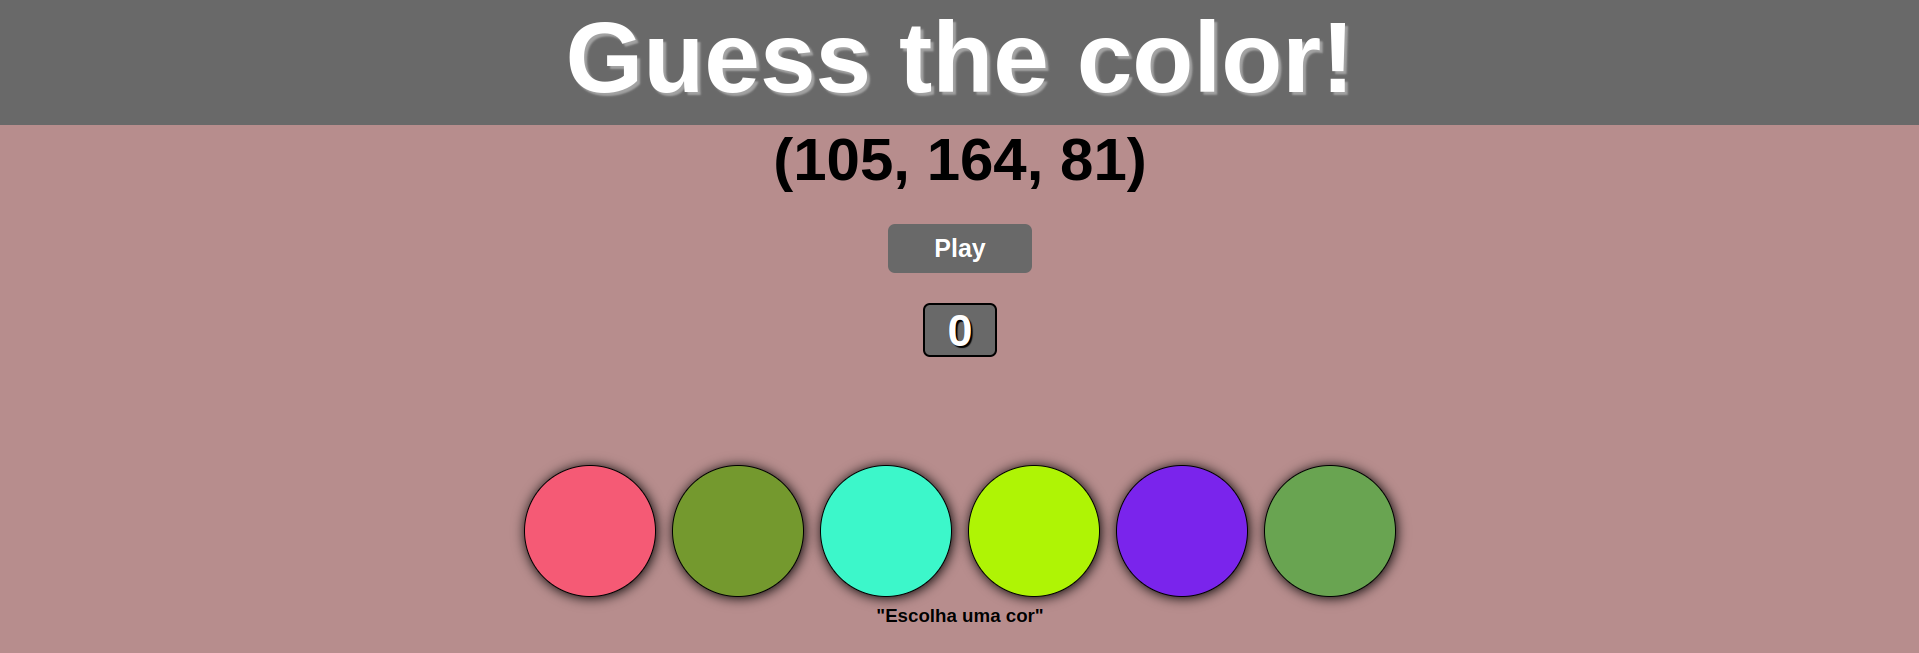 Guess the color!
(105, 164, 81)
Play
0
"Escolha uma cor"